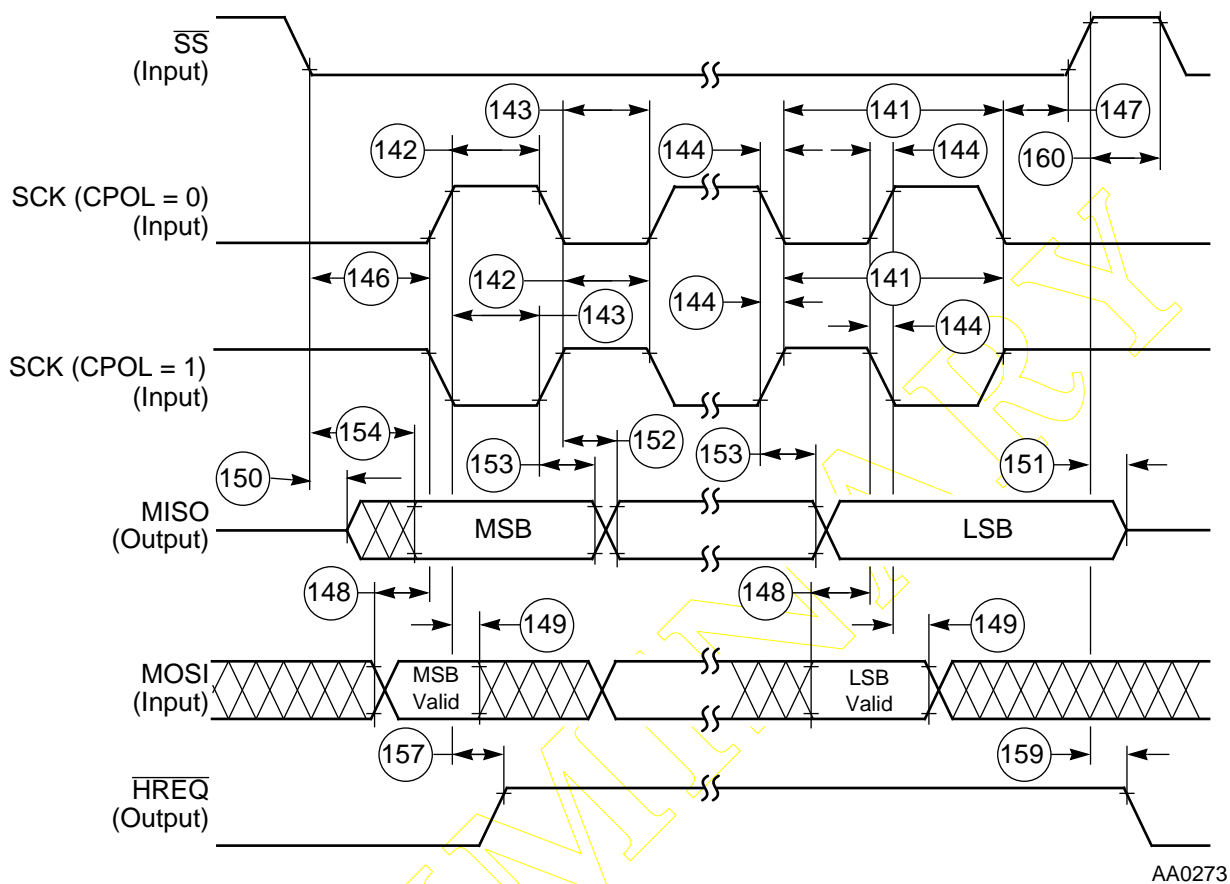 SS
(Input)
143
141
147
142
144
144
160
SCK (CPOL = 0)
(Input)
146
142
141
144
143
144
SCK (CPOL = 1)
(Input)
154
152
153
153
150
151
MISO
(Output)
MSB
LSB
148
148
149
149
MOSI
(Input)
MSB
Valid
LSB
Valid
157
159
HREQ
(Output)
AA0273